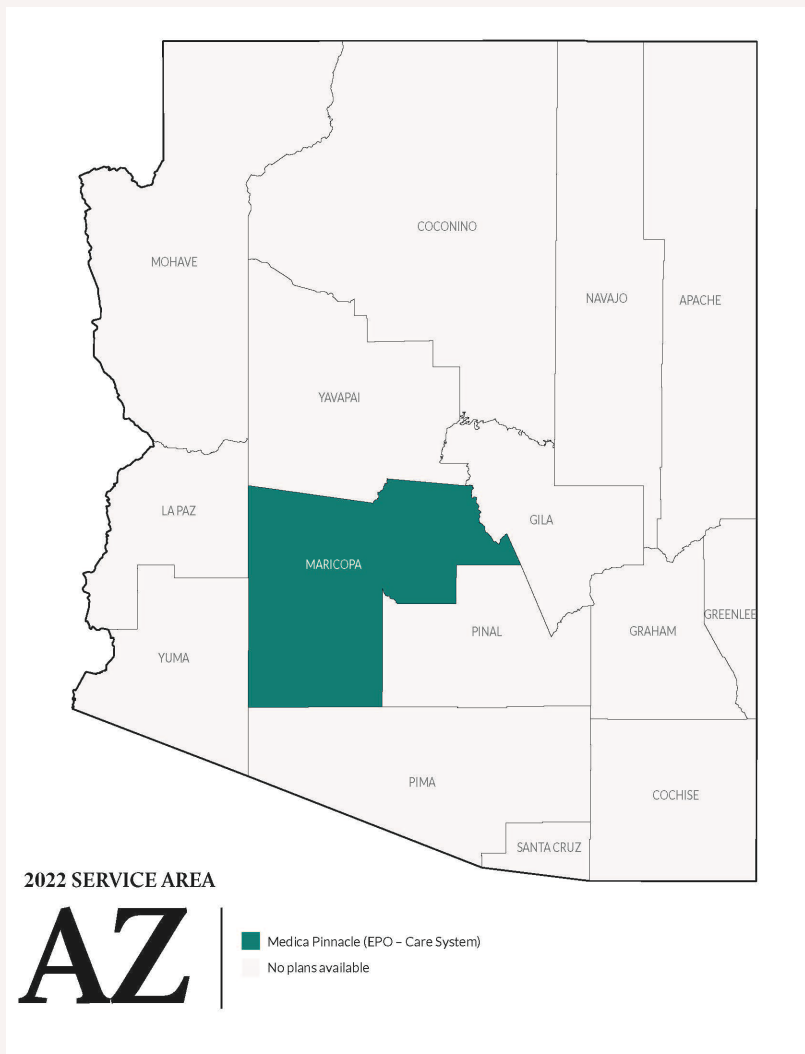 COCONINO
MOHAVE
NAVAJO
APACHE
YAVAPAI
LA PAZ
GILA
MARICOPA
GREENLEE
PINAL
GRAHAM
YUMA
PIMA
COCHISE
SANTA CRUZ
2022 SERVICE AREA
AZ
Medica Pinnacle (EPO – Care System)
No plans available